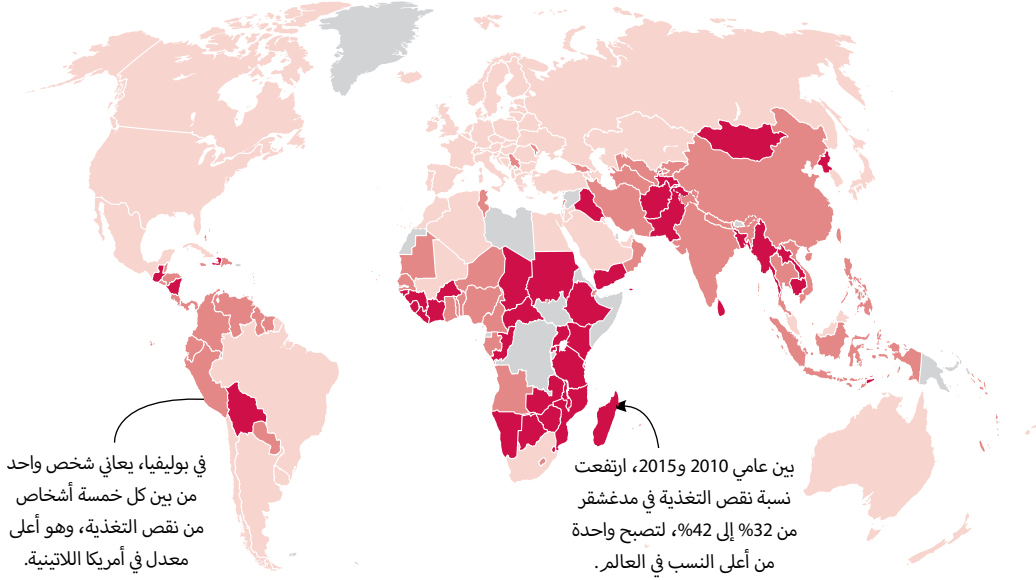 في بوليفيا، يعاني شخص واحد
من بين كل خمسة أشخاص
من نقص التغذية، وهو أعلى
معدل في أمريكا اللاتينية.
بين عامي 2010 و2015، ارتفعت
نسبة نقص التغذية في مدغشقر
من 32% إلى 42%، لتصبح واحدة
من أعلى النسب في العالم.